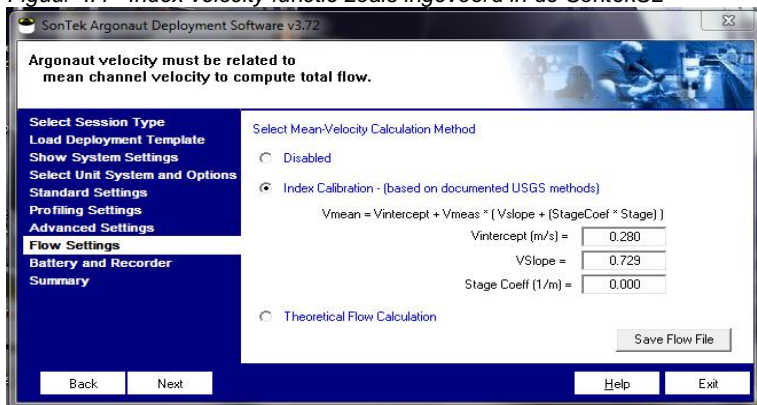 SonTek Argonaut Deployment Software v3.72
Argonaut velocity must be related to
mean channel velocity to compute total flow.
Select Session Type
Load Deployment Template
Show System Settings
Select Unit System and Options
Standard Settings
Profiling Settings
Advanced Settings
Flow Settings
Battery and Recorder
Summary
Select Mean-Velocity Calculation Method
Disabled
Index Calibration - (based on documented USGS methods)
Vmean = Vintercept + Vmeas * ( Vslope + (StageCoef * Stage) )
Vintercept (m/s) = 0.280
VSlope = 0.729
Stage Coeff (1/m) = 0.000
Theoretical Flow Calculation
Save Flow File
Back Next Help Exit